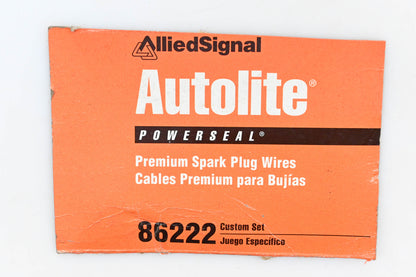 AlliedSignal
Autolite®
POWERSEAL®
Premium Spark Plug Wires
Cables Premium para Bujías
86222 Custom Set
Juego Específico